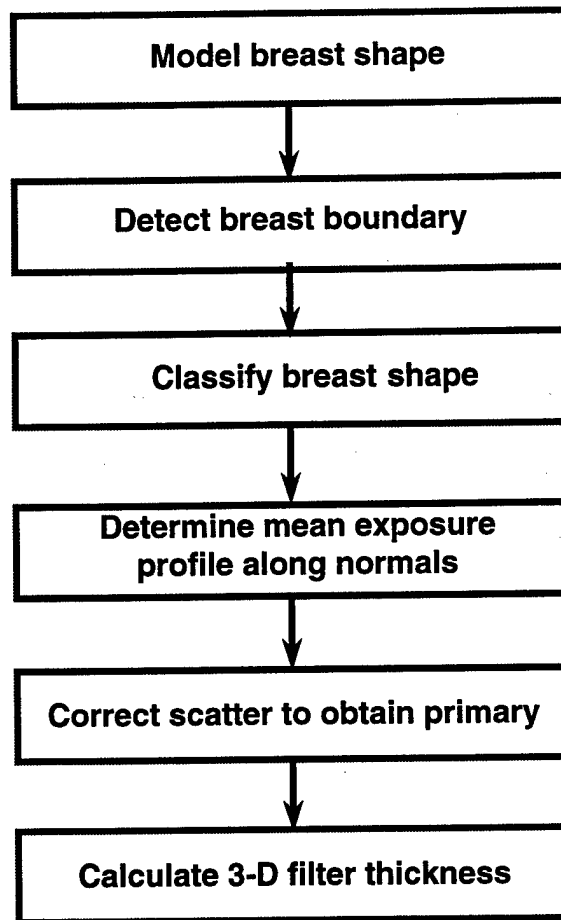 Model breast shape
Detect breast boundary
Classify breast shape
Determine mean exposure
profile along normals
Correct scatter to obtain primary
Calculate 3-D filter thickness